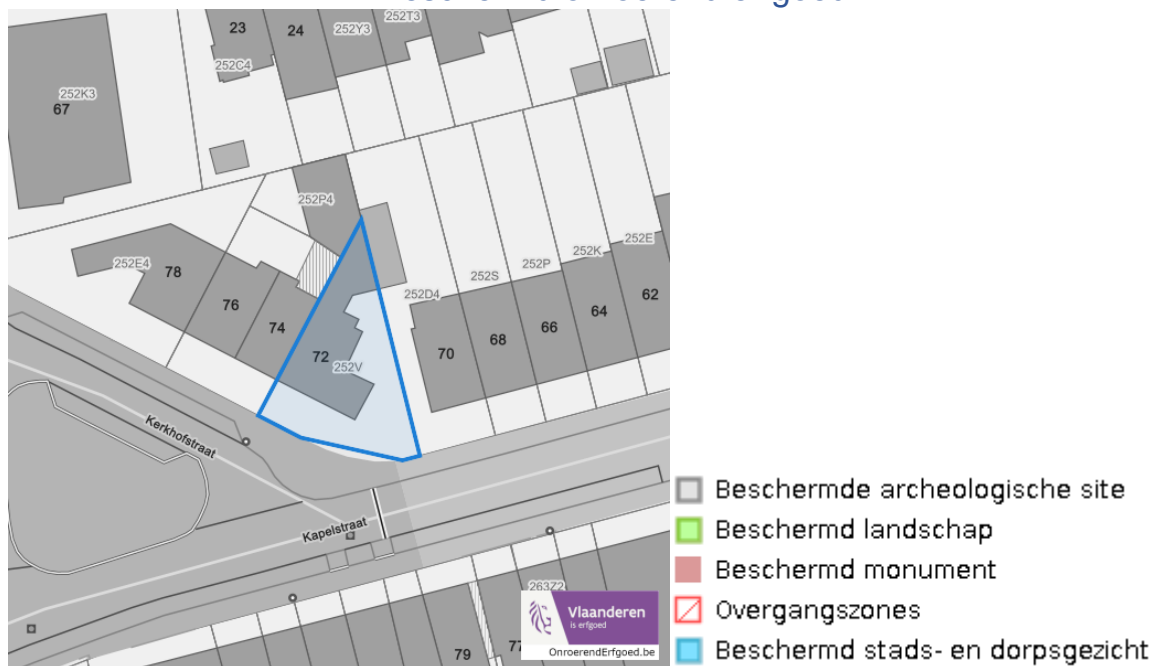 23
24
252Y3
252T3
252C4
252K3
67
252P4
252E4
78
252E
252K
252P
252S
252D4
62
64
66
68
70
76
74
72
252V
Kerkhofstraat
Kapelstraat
263Z2
79
Vlaanderen
is erfgoed
OnroerendErfgoed.be
Beschermde archeologische site
Beschermd landschap
Beschermd monument
Overgangszones
Beschermd stads- en dorpsgezicht